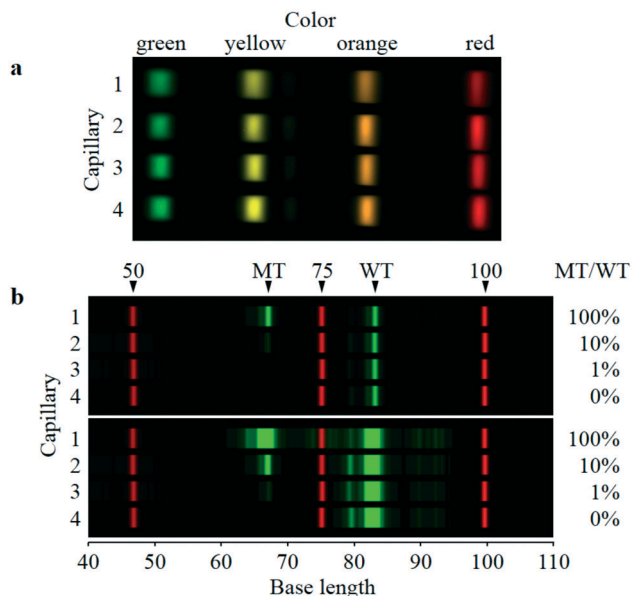 Color
green yellow orange red
a
Capillary
1
2
3
4
50 MT 75 WT 100 MT/WT
b
Capillary
1 100%
2 10%
3 1%
4 0%
1 100%
2 10%
3 1%
4 0%
40 50 60 70 80 90 100 110
Base length